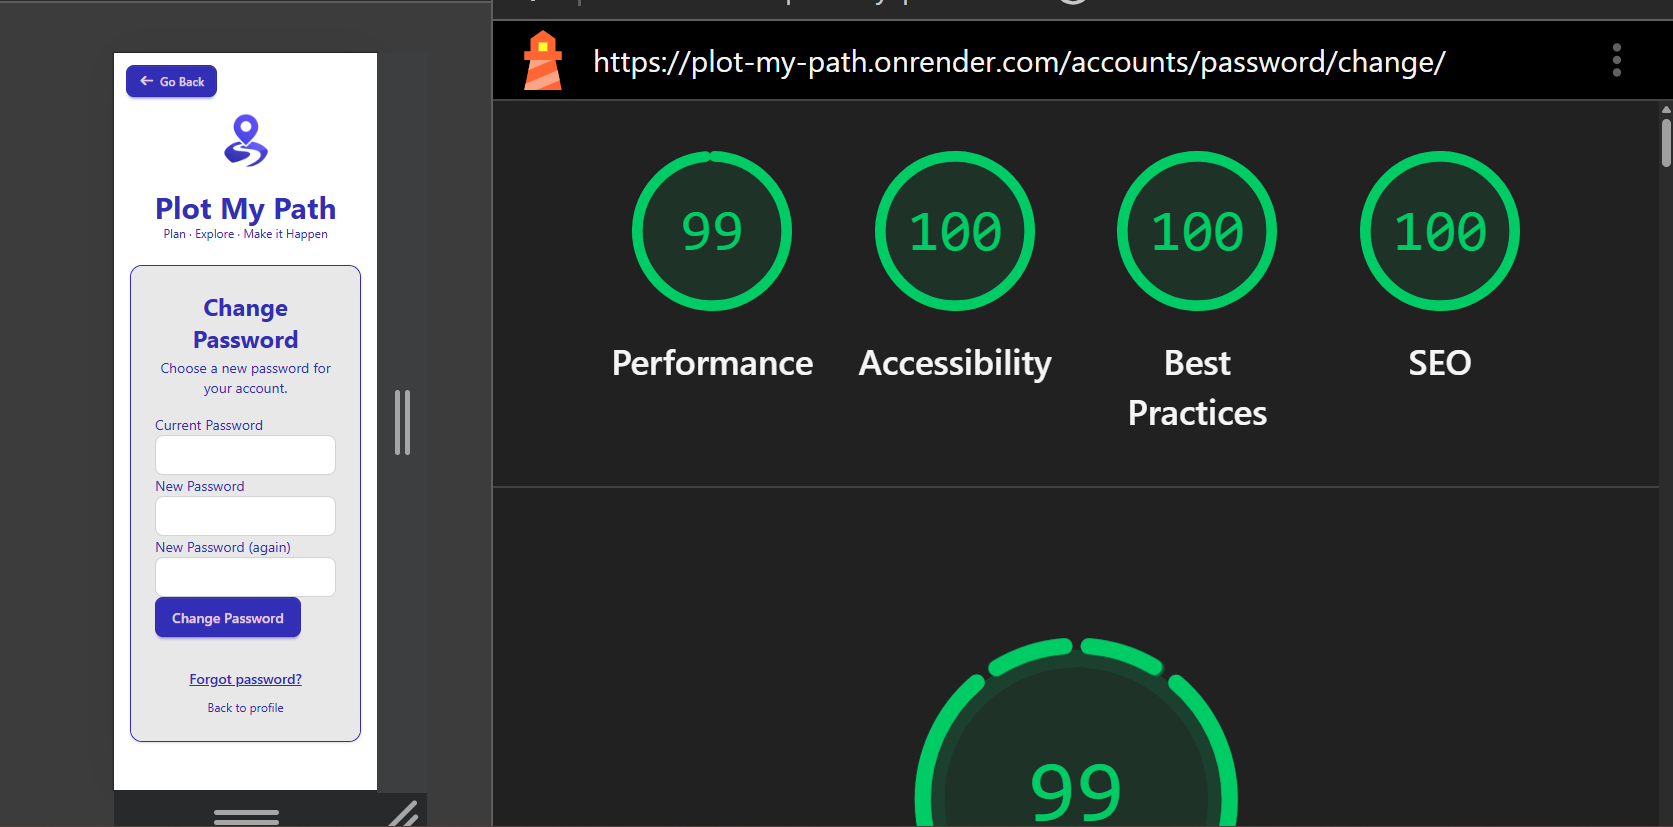 Go Back
Plot My Path
Plan · Explore · Make it Happen
Change
Password
Choose a new password for
your account.
Current Password
New Password
New Password (again)
Change Password
Forgot password?
Back to profile
https://plot-my-path.onrender.com/accounts/password/change/
99
100
100
100
Performance
Accessibility
Best
Practices
SEO
99